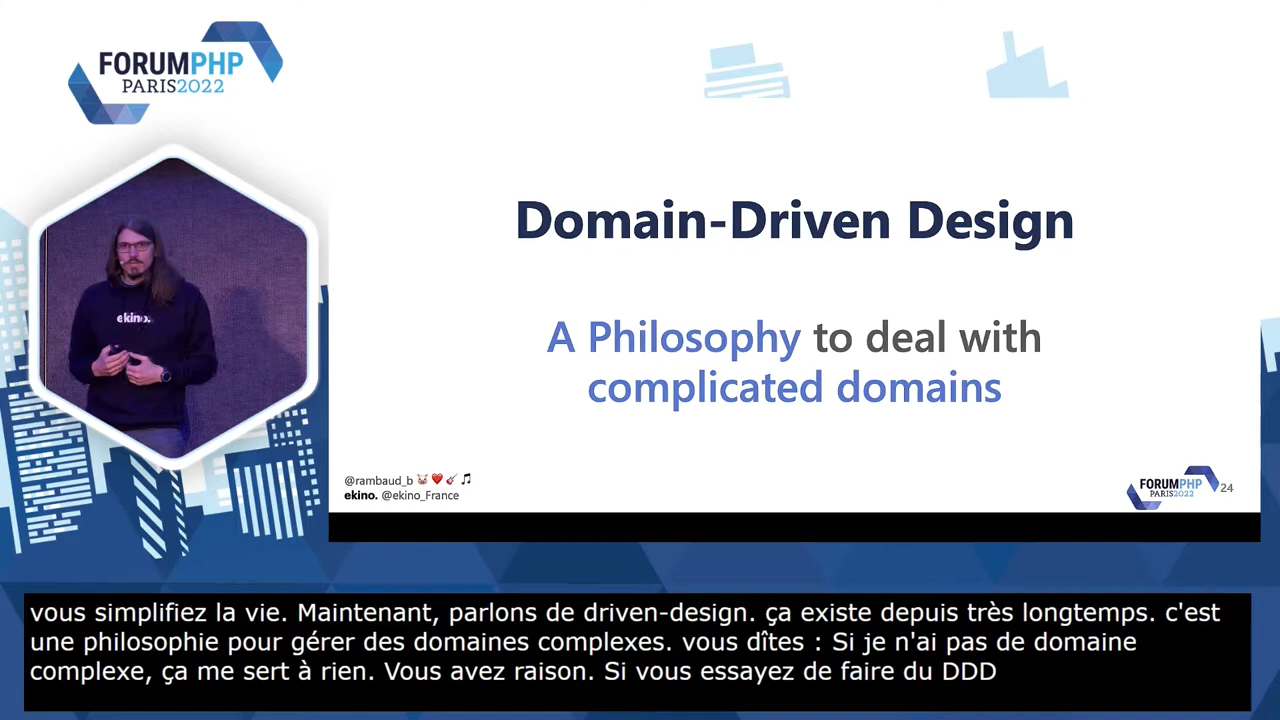 FORUMPHP
PARIS2022
ekino.
Domain-Driven Design
A Philosophy to deal with
complicated domains
@rambaud_b
ekino. @ekino_France
FORUMPHP
PARIS2022
24
vous simplifiez la vie. Maintenant, parlons de driven-design. ça existe depuis très longtemps. c'est
une philosophie pour gérer des domaines complexes. vous dîtes : Si je n'ai pas de domaine
complexe, ça me sert à rien. Vous avez raison. Si vous essayez de faire du DDD